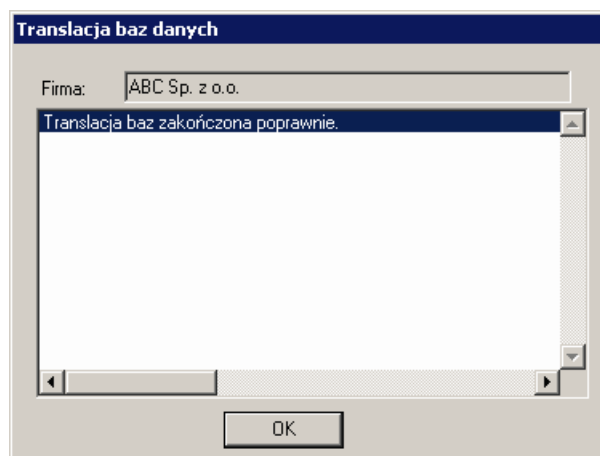 Translacja baz danych
Firma: ABC Sp. z o.o.
Translacja baz zakończona poprawnie.
OK